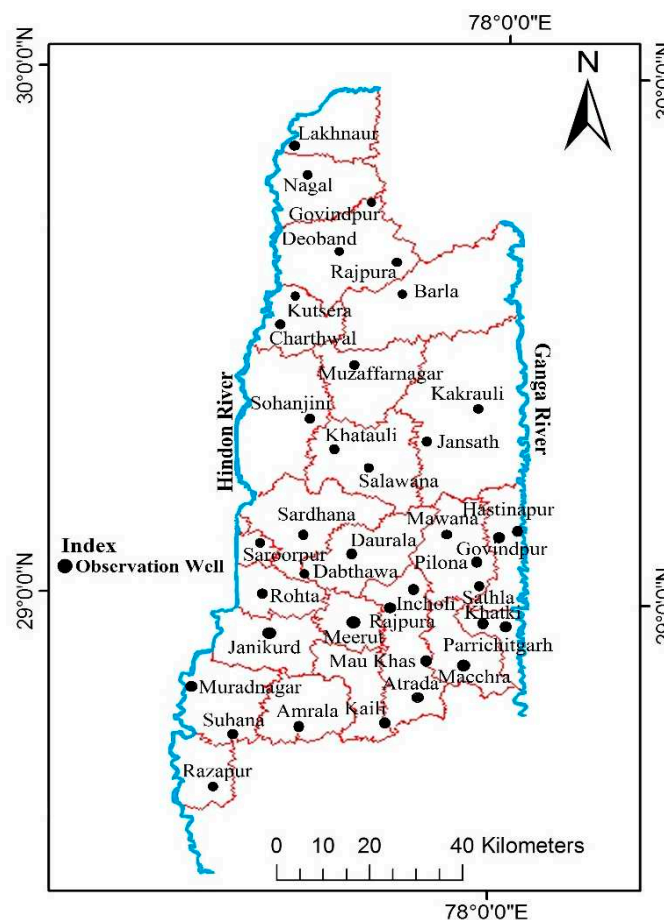 78°0'0"E
30°0'0"N
30°0'0"N
N
Lakhnaur
Nagal
Govindpur
Deoband
Rajpura
Barla
Kutsera
Charthwal
Muzaffarnagar
Ganga River
Hindon River
Kakrauli
Sohanjini
Khatauli
Jansath
Salawana
Hastinapur
Sardhana
Mawana
Index
Daurala
Govindpur
Saroorpur
Pilona
Observation Well
Dabthawa
29°0'0"N
29°0'0"N
Rohta
Incholi
Sathla
Rajpura
Khatki
Meerut
Janikurd
Parrichitgarh
Mau Khas
Macchra
Muradnagar
Atrada
Suhana
Amrala
Kaili
Razapur
0 10 20 40 Kilometers
78°0'0"E